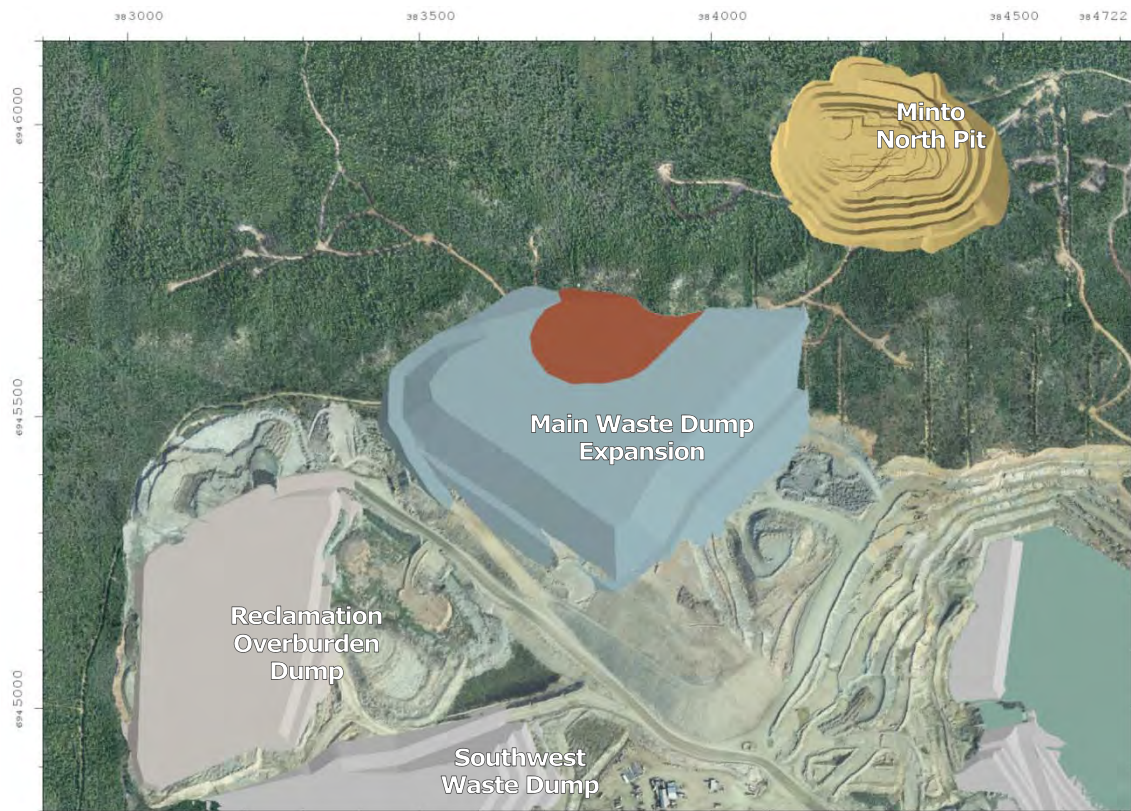 383000
383500
384000
384500
384722
6946000
Minto
North Pit
6945500
Main Waste Dump
Expansion
Reclamation
Overburden
Dump
6945000
Southwest
Waste Dump